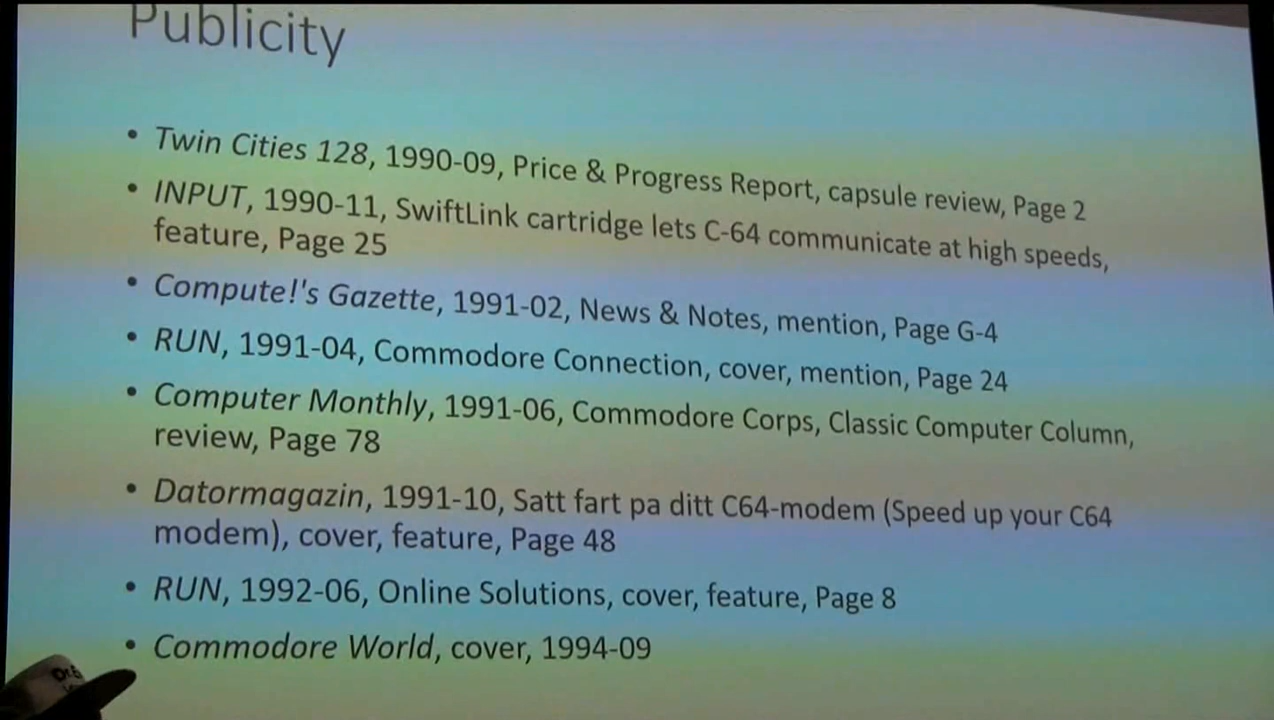 Publicity
• Twin Cities 128, 1990-09, Price & Progress Report, capsule review, Page 2
• INPUT, 1990-11, SwiftLink cartridge lets C-64 communicate at high speeds,
feature, Page 25
• Compute!'s Gazette, 1991-02, News & Notes, mention, Page G-4
• RUN, 1991-04, Commodore Connection, cover, mention, Page 24
• Computer Monthly, 1991-06, Commodore Corps, Classic Computer Column,
review, Page 78
• Datormagazin, 1991-10, Satt fart pa ditt C64-modem (Speed up your C64
modem), cover, feature, Page 48
• RUN, 1992-06, Online Solutions, cover, feature, Page 8
• Commodore World, cover, 1994-09